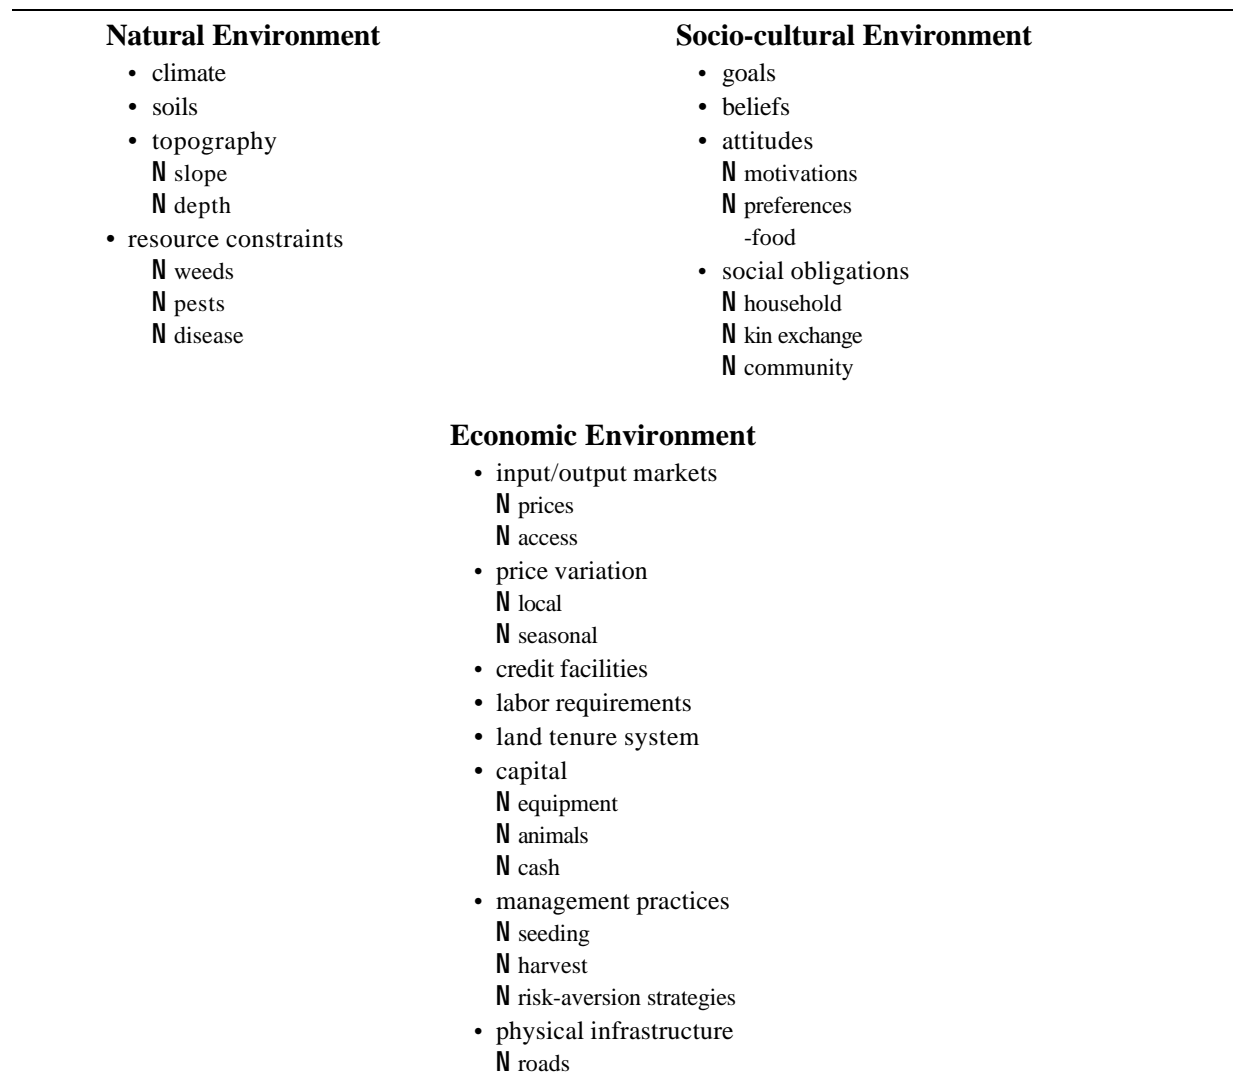 Natural Environment
• climate
• soils
• topography
N slope
N depth
• resource constraints
N weeds
N pests
N disease
Socio-cultural Environment
• goals
• beliefs
• attitudes
N motivations
N preferences
-food
• social obligations
N household
N kin exchange
N community
Economic Environment
• input/output markets
N prices
N access
• price variation
N local
N seasonal
• credit facilities
• labor requirements
• land tenure system
• capital
N equipment
N animals
N cash
• management practices
N seeding
N harvest
N risk-aversion strategies
• physical infrastructure
N roads